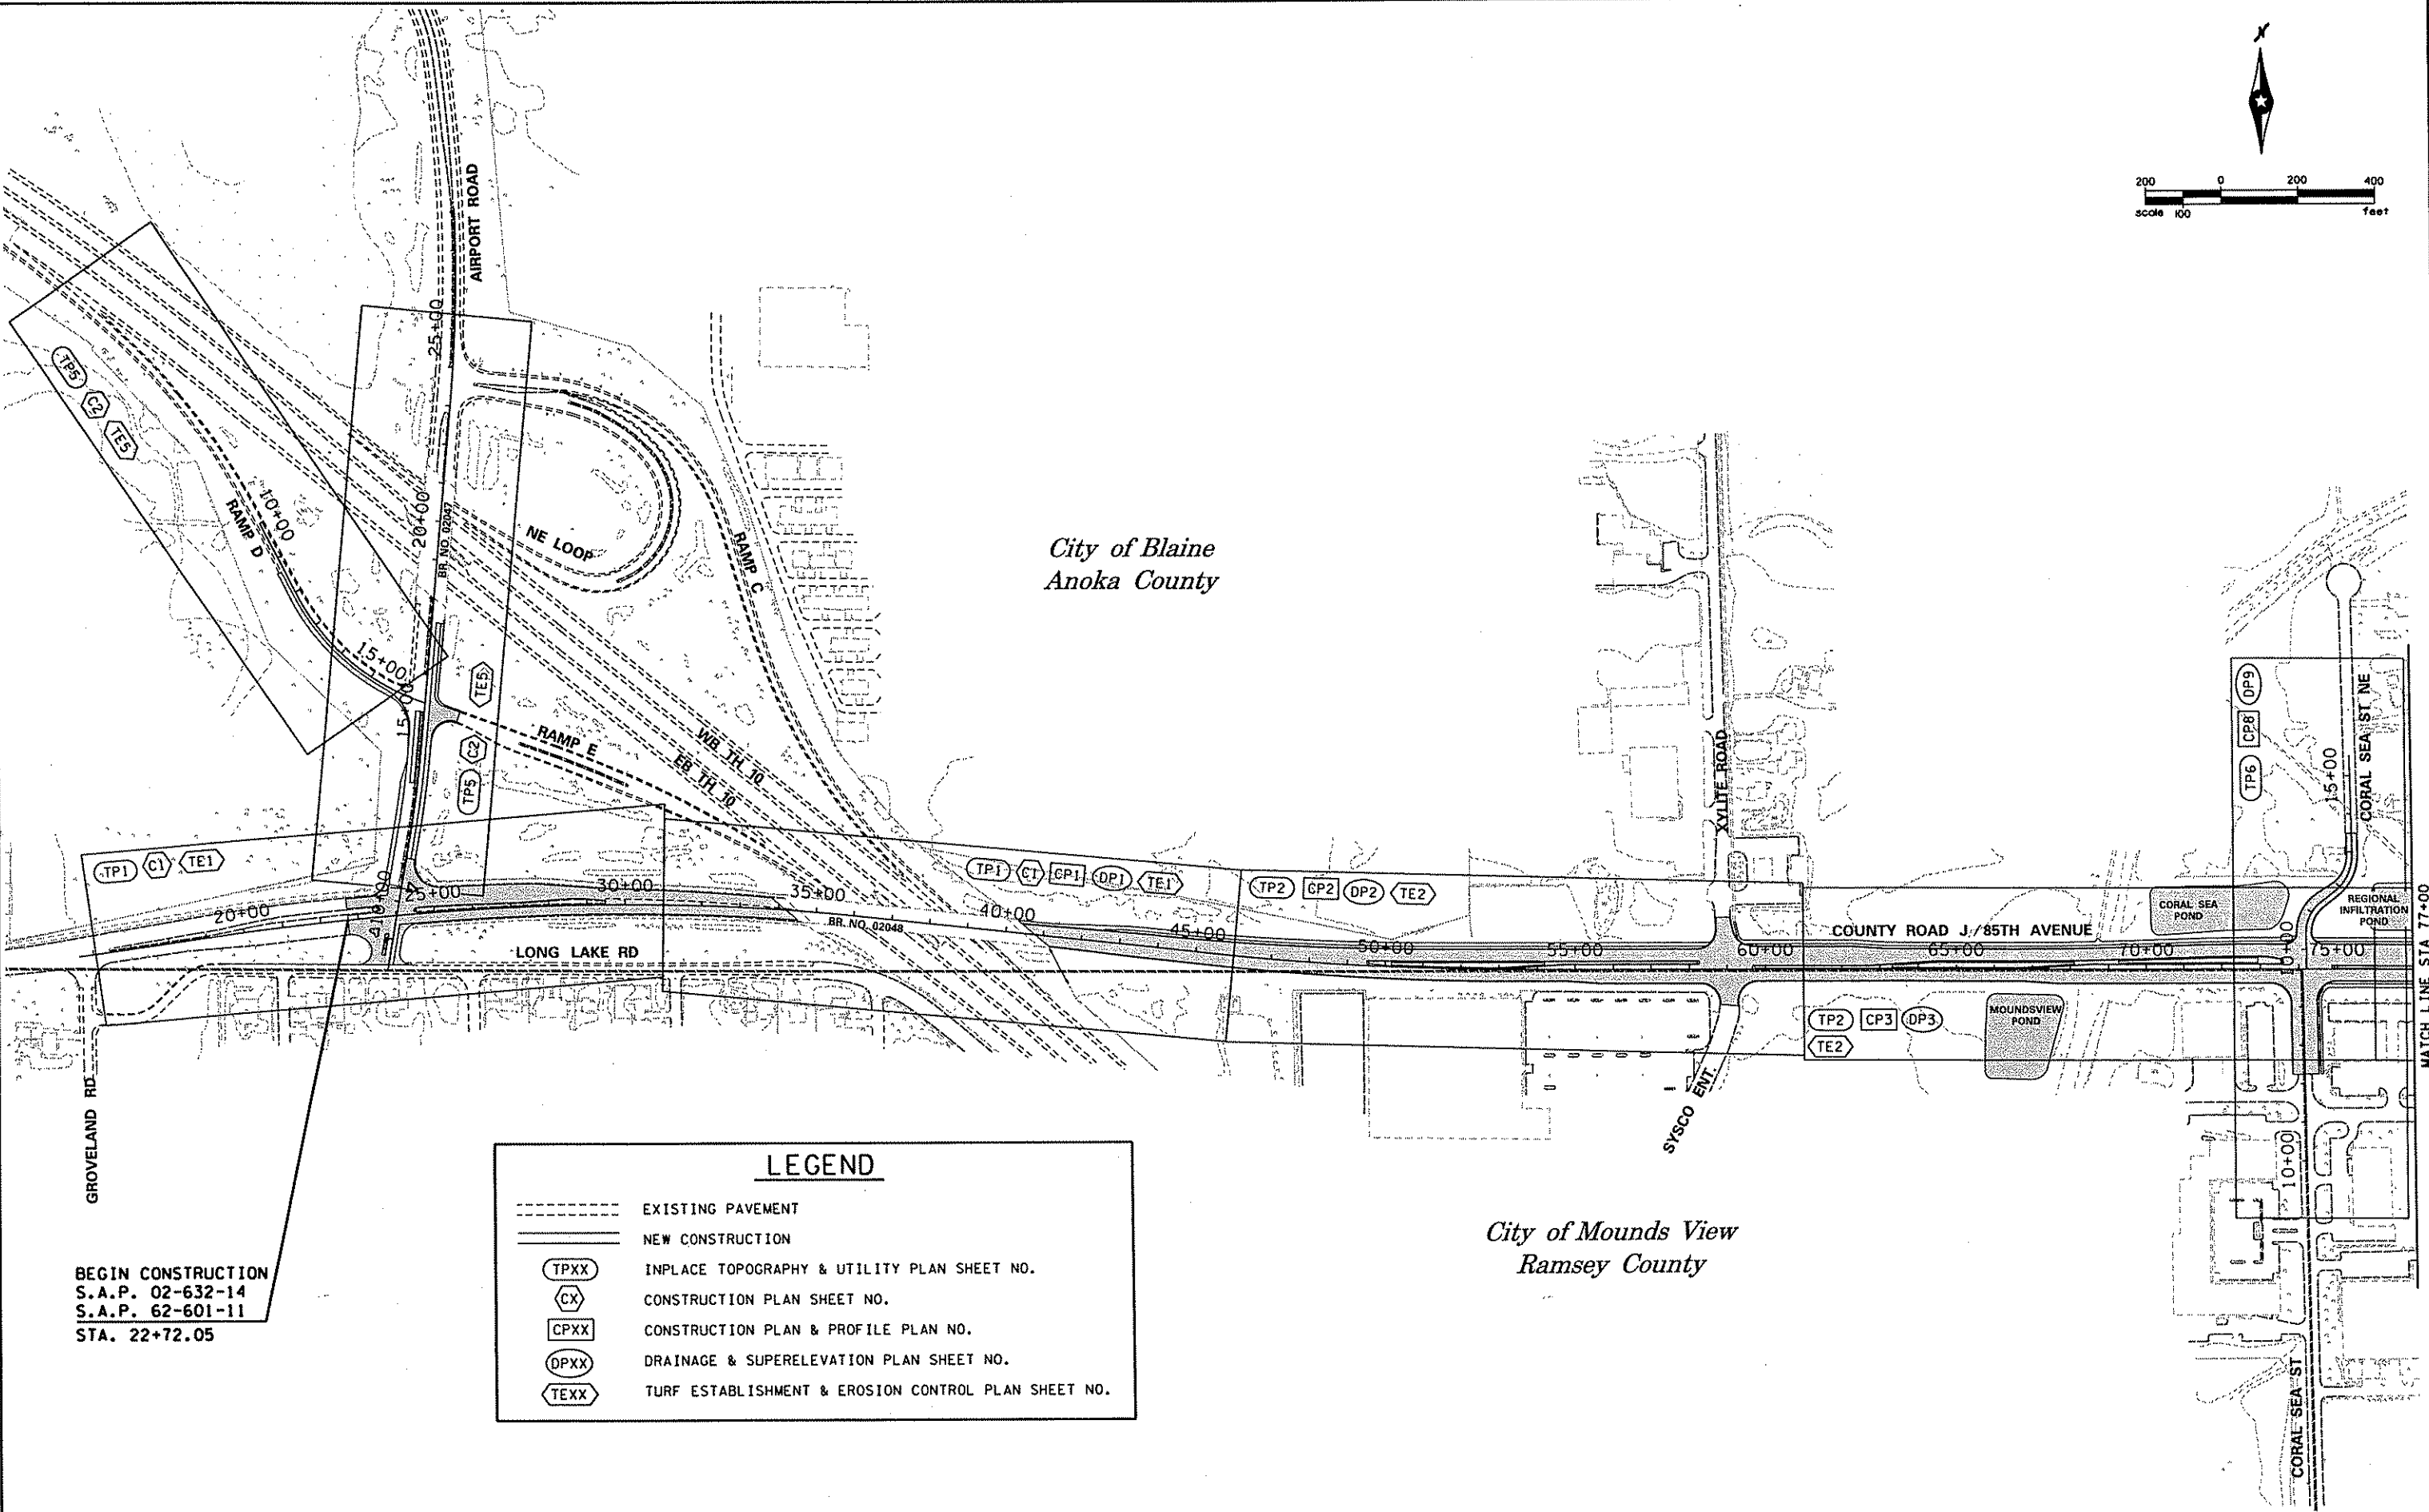 N
200 0 200 400
scale 100 feet
AIRPORT ROAD
25+00
TP5 C2 TE5
10+00
RAMP D
20+00
BR. NO. 02047
NE LOOP
RAMP C
City of Blaine
Anoka County
15+00
15+00
TE5
C2
TP5
RAMP E
WB TH 10
EB TH 10
XYLITE ROAD
DP9
CP8
TP6
15+00
CORAL SEA ST NE
TP1 C1 TE1
TP1 C1 CP1 DP1 TE1
TP2 CP2 DP2 TE2
20+00
10+00
25+00
30+00
35+00
BR. NO. 02048
40+00
45+00
50+00
55+00
60+00
65+00
70+00
75+00
COUNTY ROAD J / 85TH AVENUE
CORAL SEA
POND
REGIONAL
INFILTRATION
POND
MATCH LINE STA 77+00
LONG LAKE RD
TP2 CP3 DP3
TE2
MOUNDSVIEW
POND
SYSCO ENT.
GROVELAND RD
10+00
CORAL SEA ST
City of Mounds View
Ramsey County
BEGIN CONSTRUCTION
S.A.P. 02-632-14
S.A.P. 62-601-11
STA. 22+72.05
LEGEND
EXISTING PAVEMENT
NEW CONSTRUCTION
TPXX INPLACE TOPOGRAPHY & UTILITY PLAN SHEET NO.
CX CONSTRUCTION PLAN SHEET NO.
CPXX CONSTRUCTION PLAN & PROFILE PLAN NO.
DPXX DRAINAGE & SUPERELEVATION PLAN SHEET NO.
TEXX TURF ESTABLISHMENT & EROSION CONTROL PLAN SHEET NO.